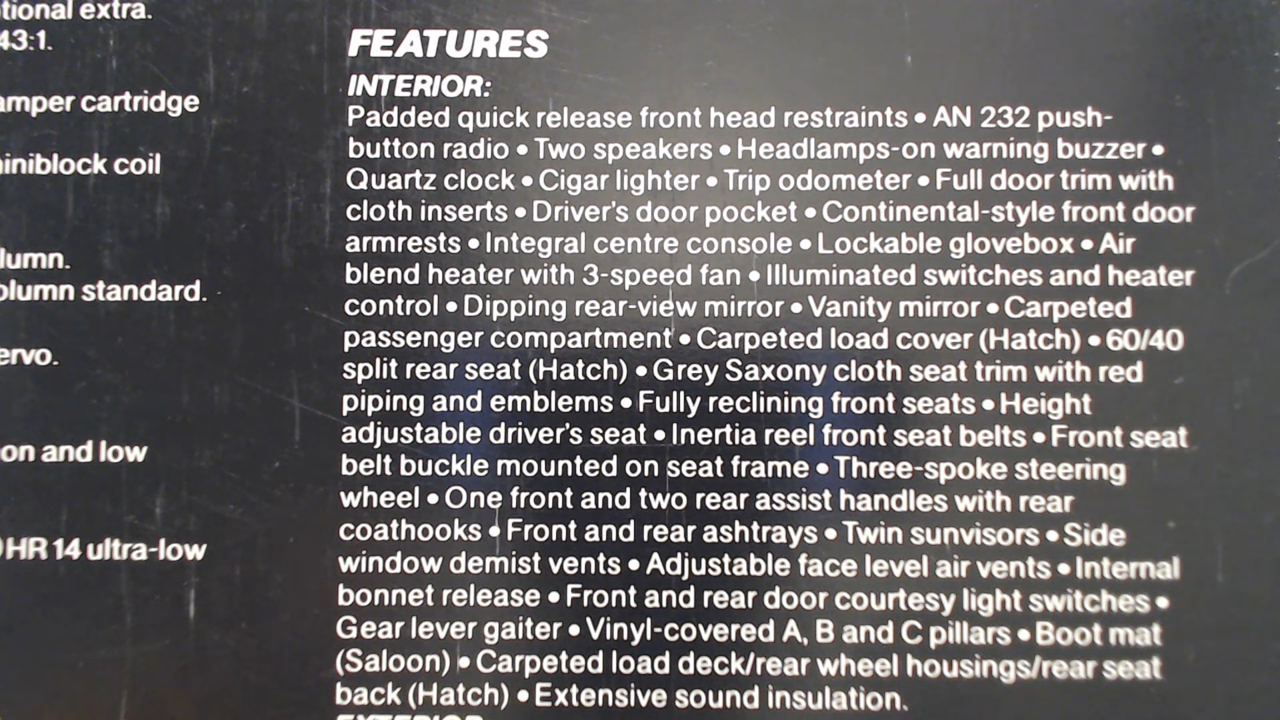 tional extra.
43:1.
amper cartridge
iniblock coil
lumn.
olumn standard.
ervo.
on and low
HR 14 ultra-low
FEATURES
INTERIOR:
Padded quick release front head restraints • AN 232 push-
button radio • Two speakers • Headlamps-on warning buzzer •
Quartz clock • Cigar lighter • Trip odometer • Full door trim with
cloth inserts • Driver's door pocket • Continental-style front door
armrests • Integral centre console • Lockable glovebox • Air
blend heater with 3-speed fan • Illuminated switches and heater
control • Dipping rear-view mirror • Vanity mirror • Carpeted
passenger compartment • Carpeted load cover (Hatch) • 60/40
split rear seat (Hatch) • Grey Saxony cloth seat trim with red
piping and emblems • Fully reclining front seats • Height
adjustable driver's seat • Inertia reel front seat belts • Front seat
belt buckle mounted on seat frame • Three-spoke steering
wheel • One front and two rear assist handles with rear
coathooks • Front and rear ashtrays • Twin sunvisors • Side
window demist vents • Adjustable face level air vents • Internal
bonnet release • Front and rear door courtesy light switches •
Gear lever gaiter • Vinyl-covered A, B and C pillars • Boot mat
(Saloon) • Carpeted load deck/rear wheel housings/rear seat
back (Hatch) • Extensive sound insulation.
EXTERIOR: